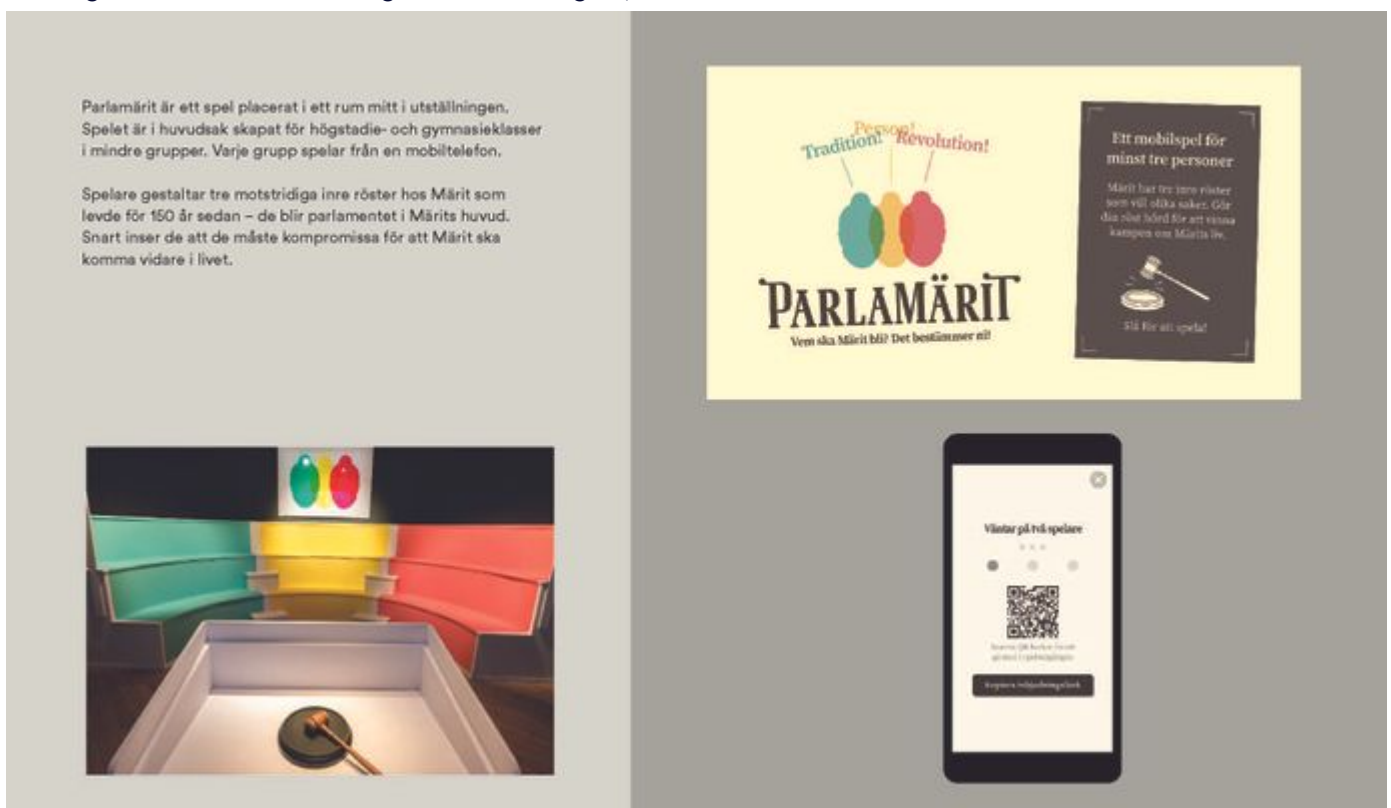 Parlamärit är ett spel placerat i ett rum mitt i utställningen.
Spelet är i huvudsak skapat för högstadie- och gymnasieklasser
i mindre grupper. Varje grupp spelar från en mobiltelefon.
Spelare gestaltar tre motstridiga inre röster hos Märit som
levde för 150 år sedan – de blir parlamentet i Märits huvud.
Snart inser de att de måste kompromissa för att Märit ska
komma vidare i livet.
Tradition! Person! Revolution!
PARLAMÄRIT
Vem ska Märit bli? Det bestämmer ni!
Ett mobilspel för
minst tre personer
Märit har tre inre röster
som vill olika saker. Gör
din röst hörd för att vinna
kampen om Märits liv.
Slå för att spela!
Väntar på två spelare